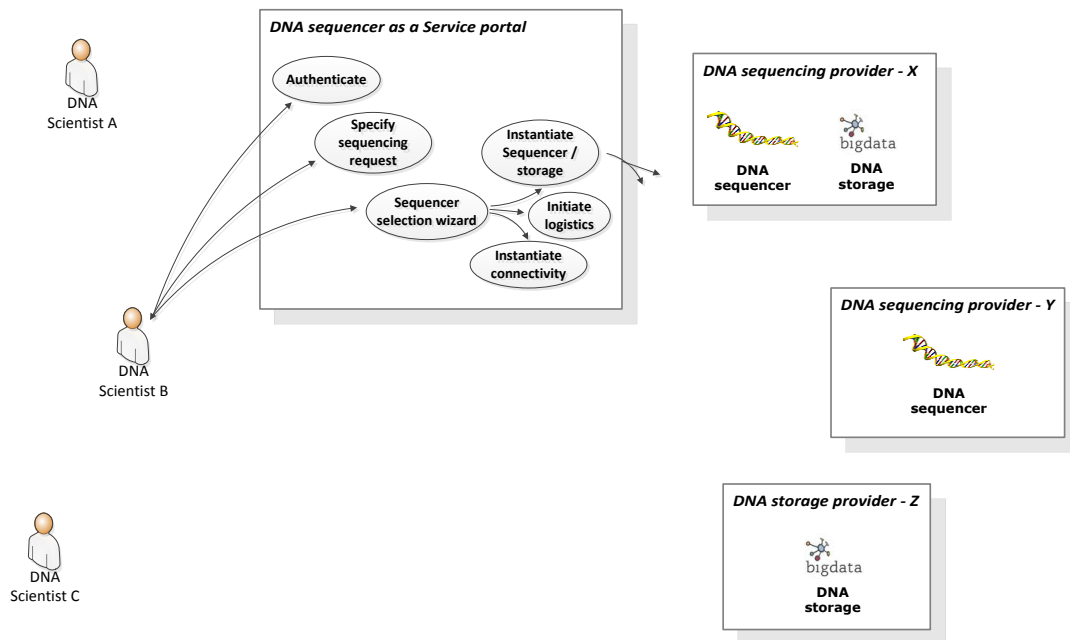 DNA
Scientist A
DNA sequencer as a Service portal
Authenticate
Specify
sequencing
request
Instantiate
Sequencer /
storage
Sequencer
selection wizard
Initiate
logistics
Instantiate
connectivity
DNA sequencing provider - X
DNA
sequencer
bigdata
DNA
storage
DNA
Scientist B
DNA sequencing provider - Y
DNA
sequencer
DNA
Scientist C
DNA storage provider - Z
bigdata
DNA
storage